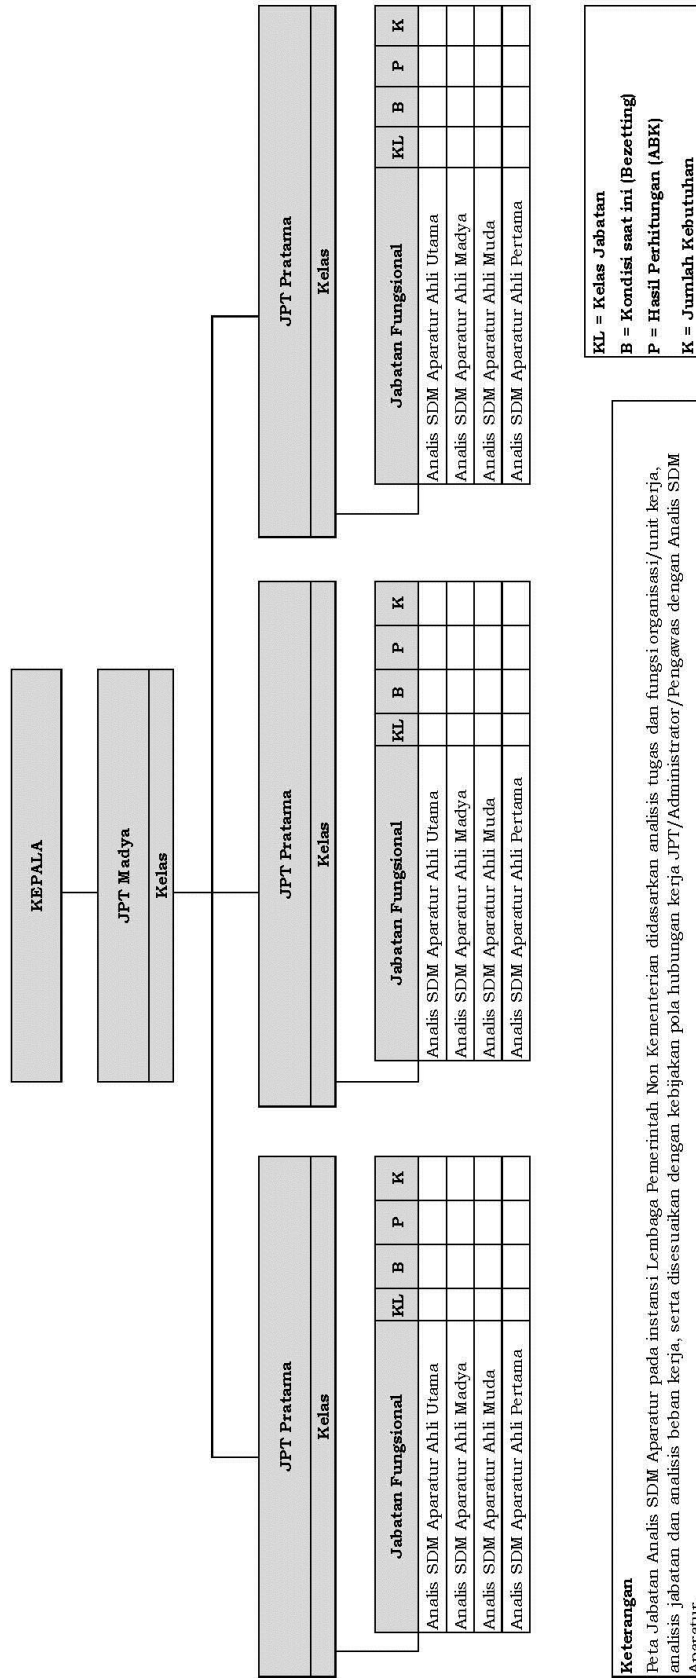 KEPALA
JPT Madya
Kelas
JPT Pratama
Kelas
Jabatan Fungsional KL B P K
Analis SDM Aparatur Ahli Utama
Analis SDM Aparatur Ahli Madya
Analis SDM Aparatur Ahli Muda
Analis SDM Aparatur Ahli Pertama
JPT Pratama
Kelas
Jabatan Fungsional KL B P K
Analis SDM Aparatur Ahli Utama
Analis SDM Aparatur Ahli Madya
Analis SDM Aparatur Ahli Muda
Analis SDM Aparatur Ahli Pertama
JPT Pratama
Kelas
Jabatan Fungsional KL B P K
Analis SDM Aparatur Ahli Utama
Analis SDM Aparatur Ahli Madya
Analis SDM Aparatur Ahli Muda
Analis SDM Aparatur Ahli Pertama
Keterangan
Peta Jabatan Analis SDM Aparatur pada instansi Lembaga Pemerintah Non Kementerian didasarkan analisis tugas dan fungsi organisasi/unit kerja,
analisis jabatan dan analisis beban kerja, serta disesuaikan dengan kebijakan pola hubungan kerja JPT/Administrator/Pengawas dengan Analis SDM
Aparatur
KL = Kelas Jabatan
B = Kondisi saat ini (Bezetting)
P = Hasil Perhitungan (ABK)
K = Jumlah Kebutuhan